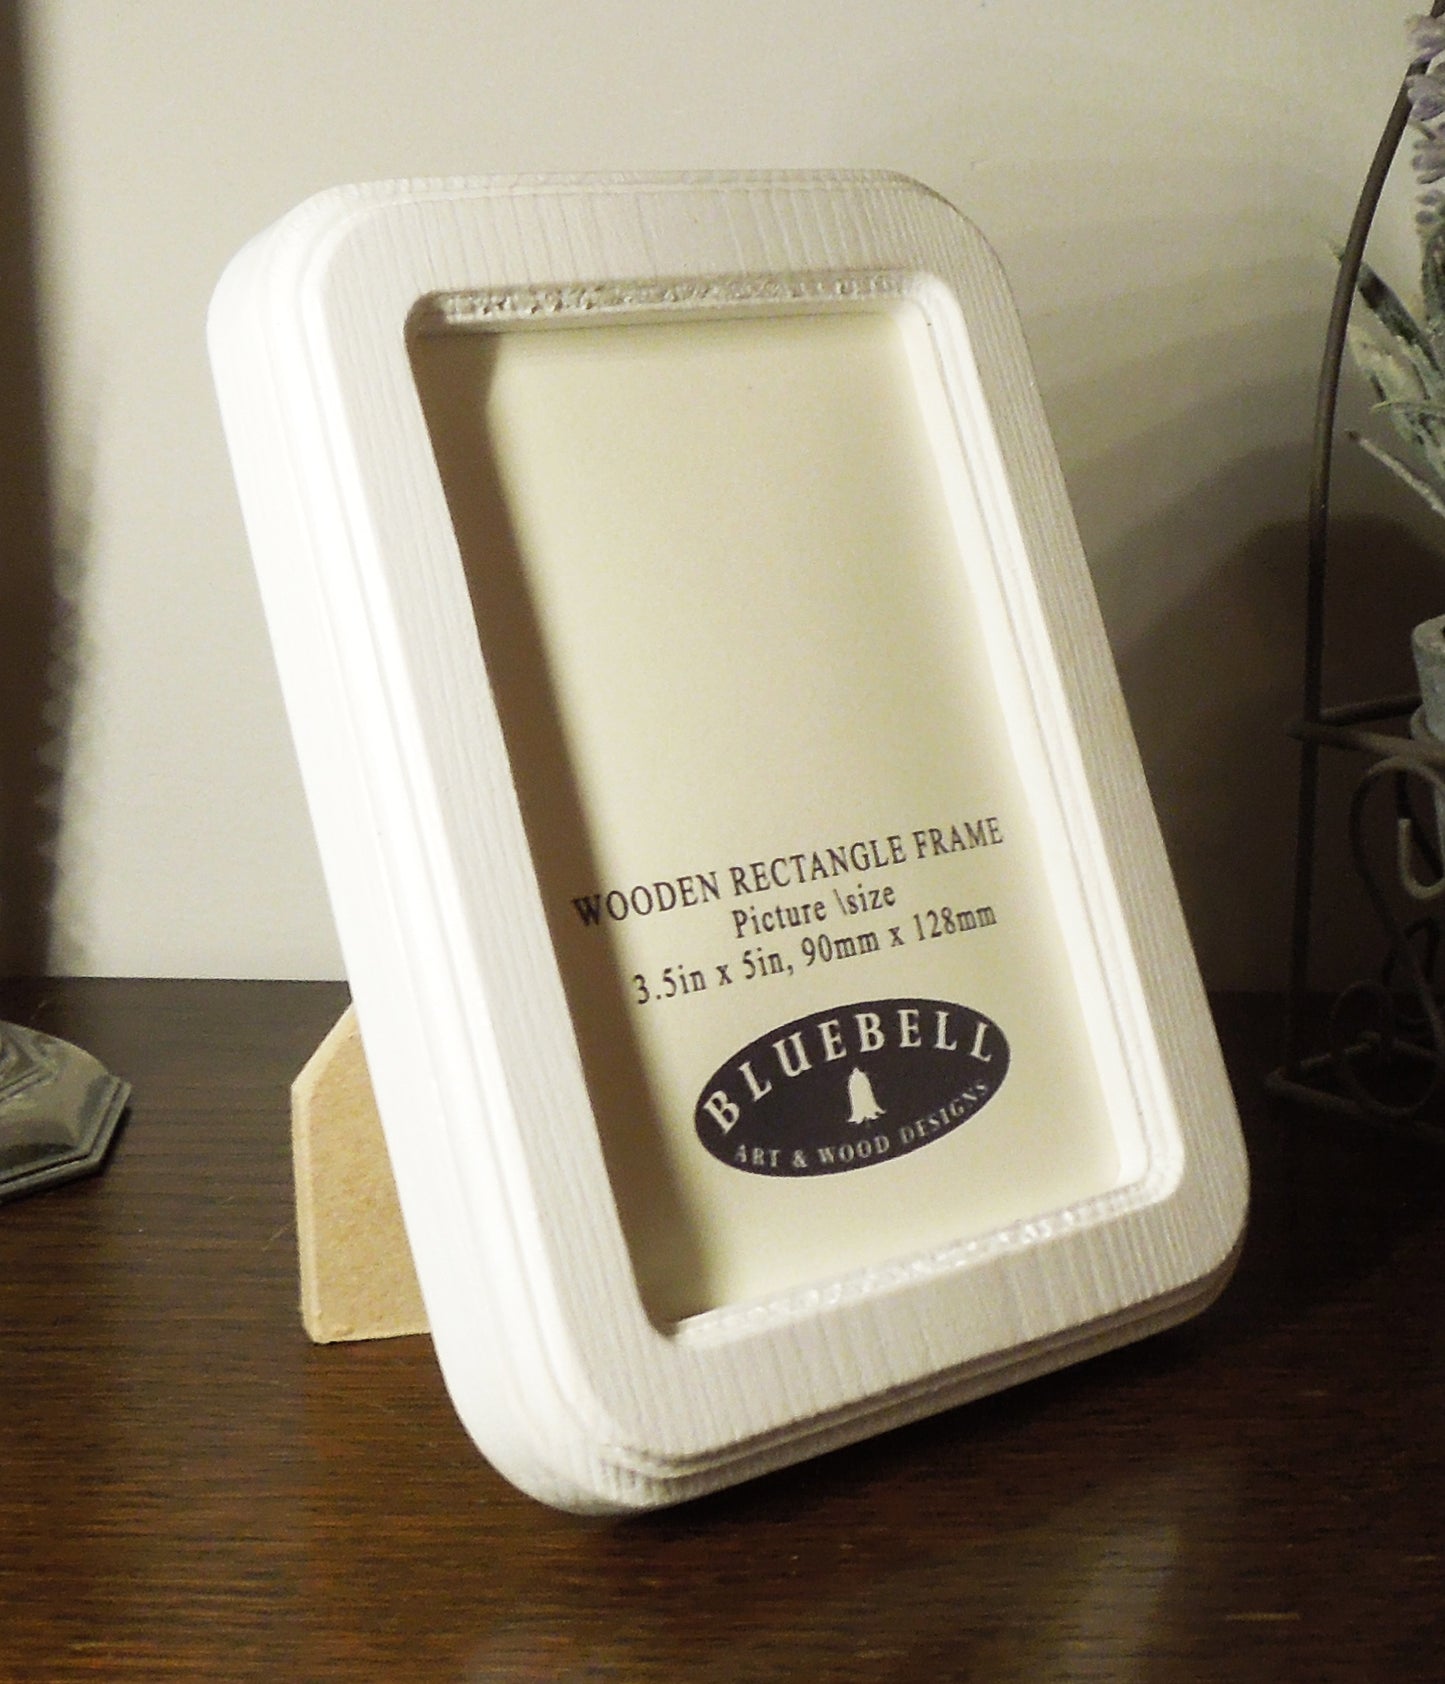 WOODEN RECTANGLE FRAME
Picture \size
3.5in x 5in, 90mm x 128mm
BLUEBELL
ART & WOOD DESIGNS